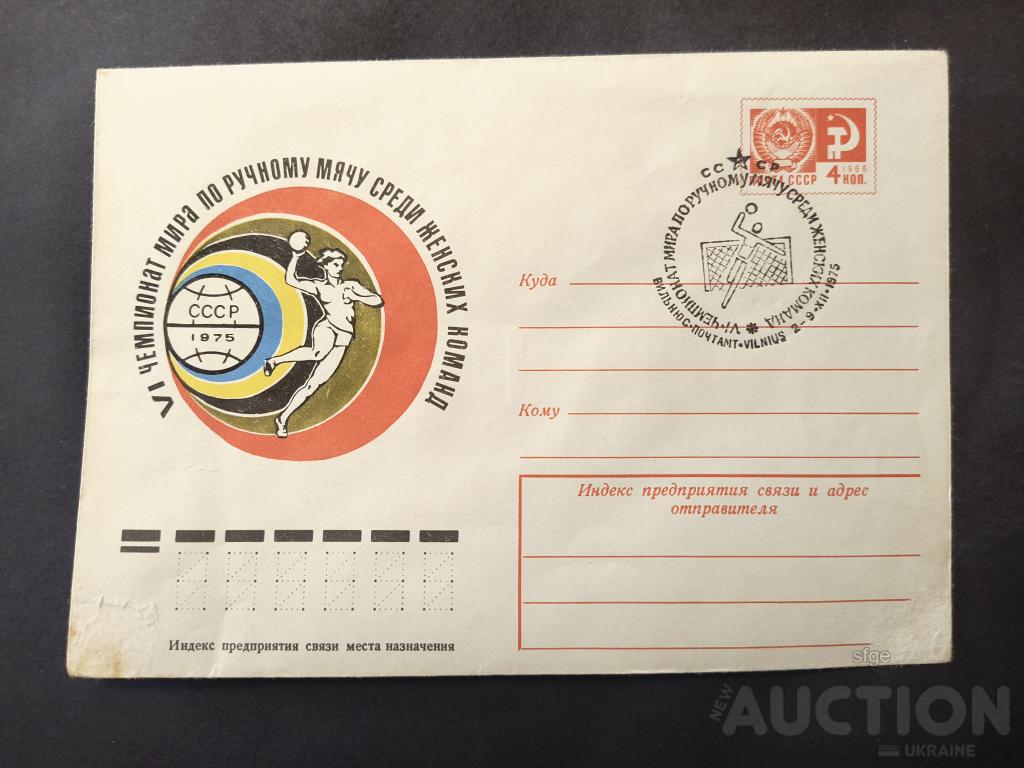 VI ЧЕМПИОНАТ МИРА ПО РУЧНОМУ МЯЧУ СРЕДИ ЖЕНСКИХ КОМАНД
СССР
1975
ПОЧТА СССР
1966
4 КОП.
СС СР
VI·ЧЕМПИОНАТ МИРА ПО РУЧНОМУ МЯЧУ СРЕДИ ЖЕНСКИХ КОМАНД
ВИЛЬНЮС·ПОЧТАМТ·VILNIUS 2-9·XII·1975
Куда
Кому
Индекс предприятия связи и адрес
отправителя
Индекс предприятия связи места назначения
sfge
NEW
AUCTION
UKRAINE